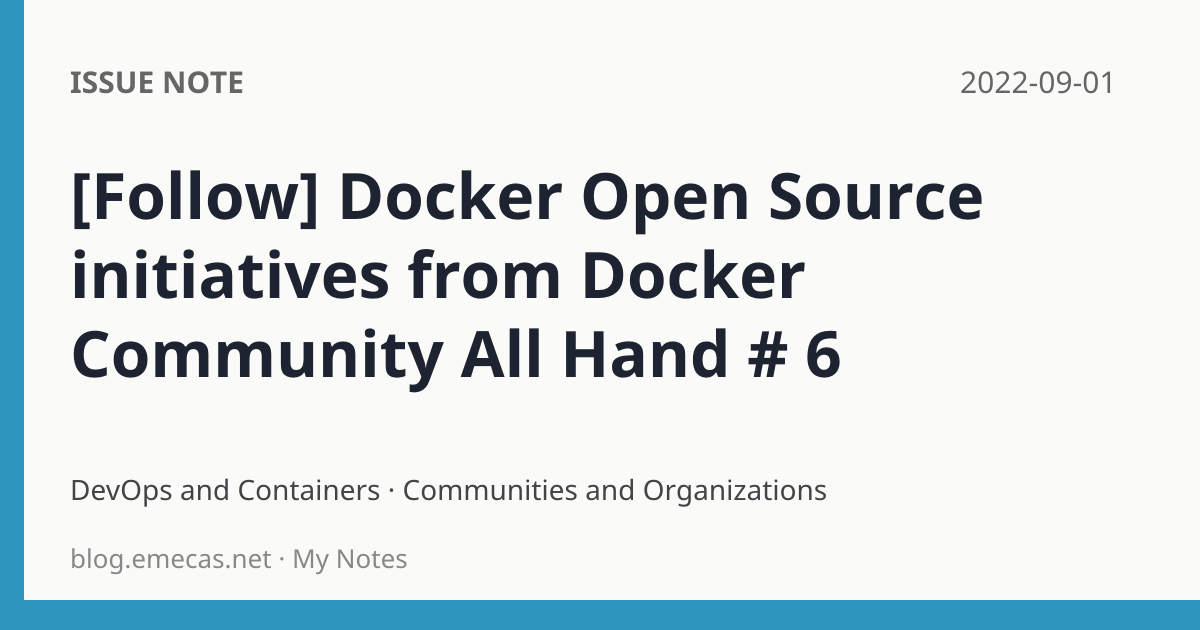 ISSUE NOTE
2022-09-01
[Follow] Docker Open Source
initiatives from Docker
Community All Hand # 6
DevOps and Containers · Communities and Organizations
blog.emecas.net · My Notes